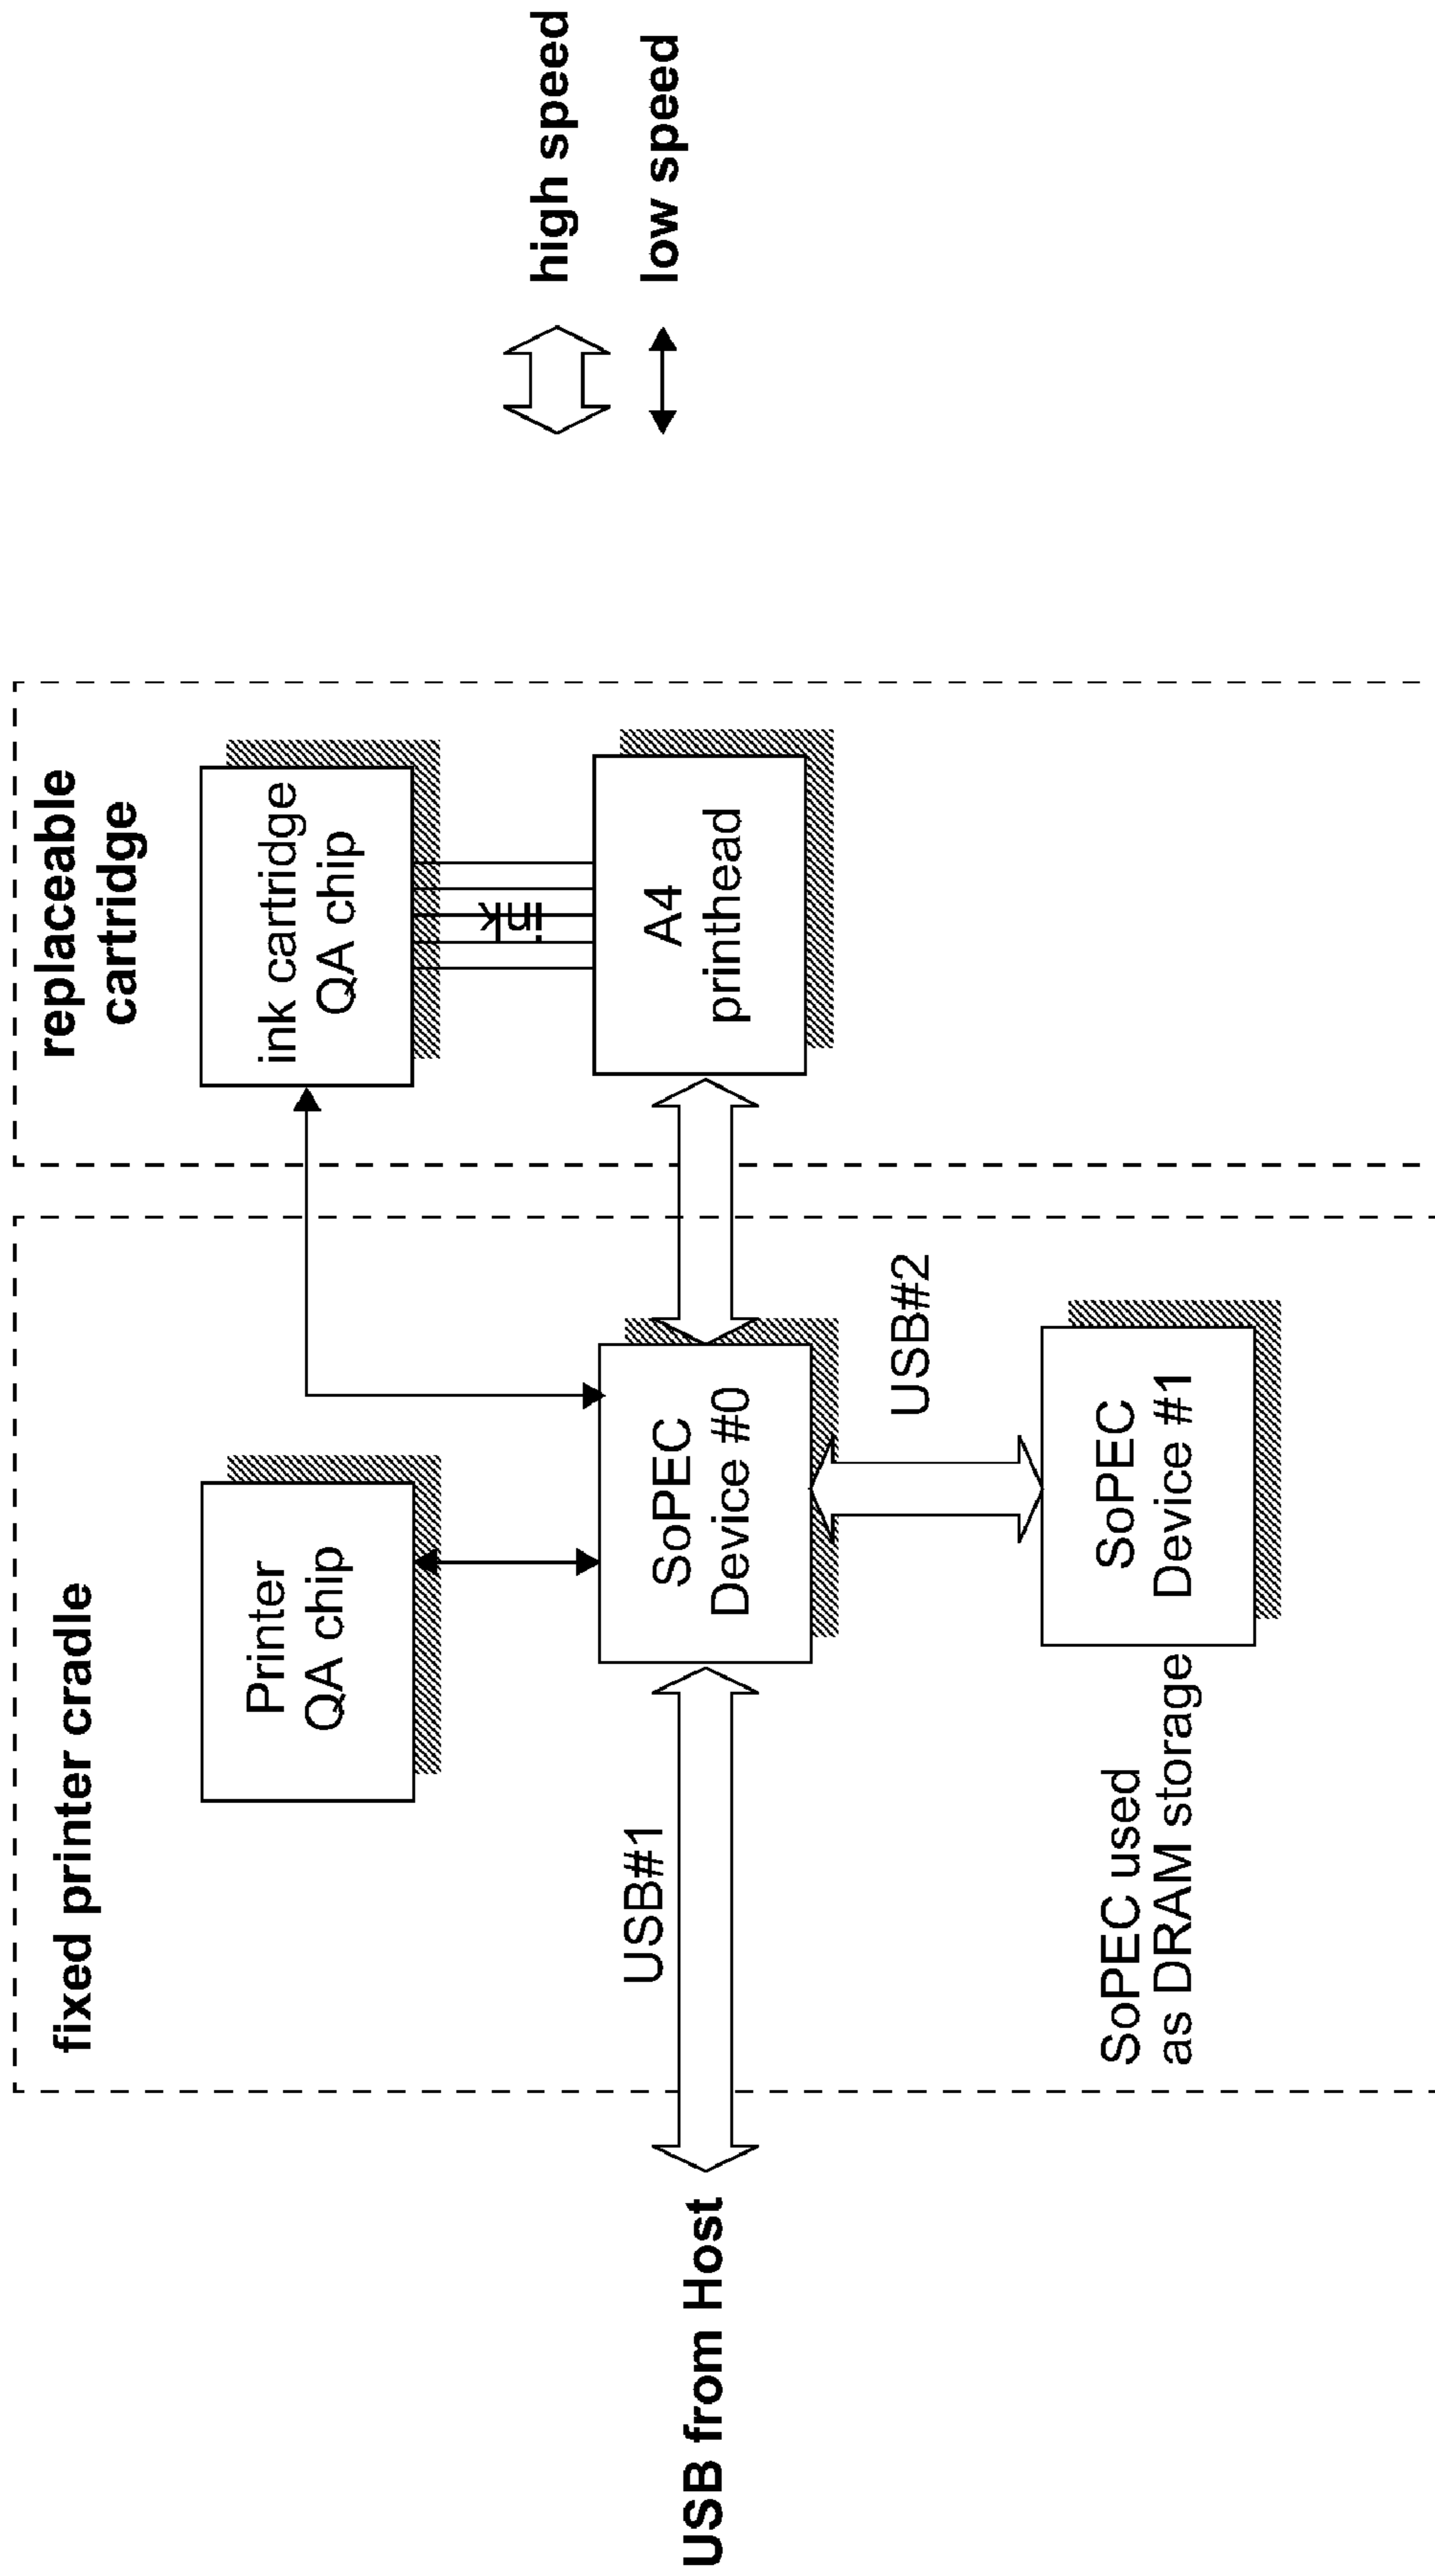 fixed printer cradle
replaceable
cartridge
Printer
QA chip
ink cartridge
QA chip
ink
high speed
low speed
USB from Host
USB#1
SoPEC
Device #0
A4
printhead
USB#2
SoPEC used
as DRAM storage
SoPEC
Device #1